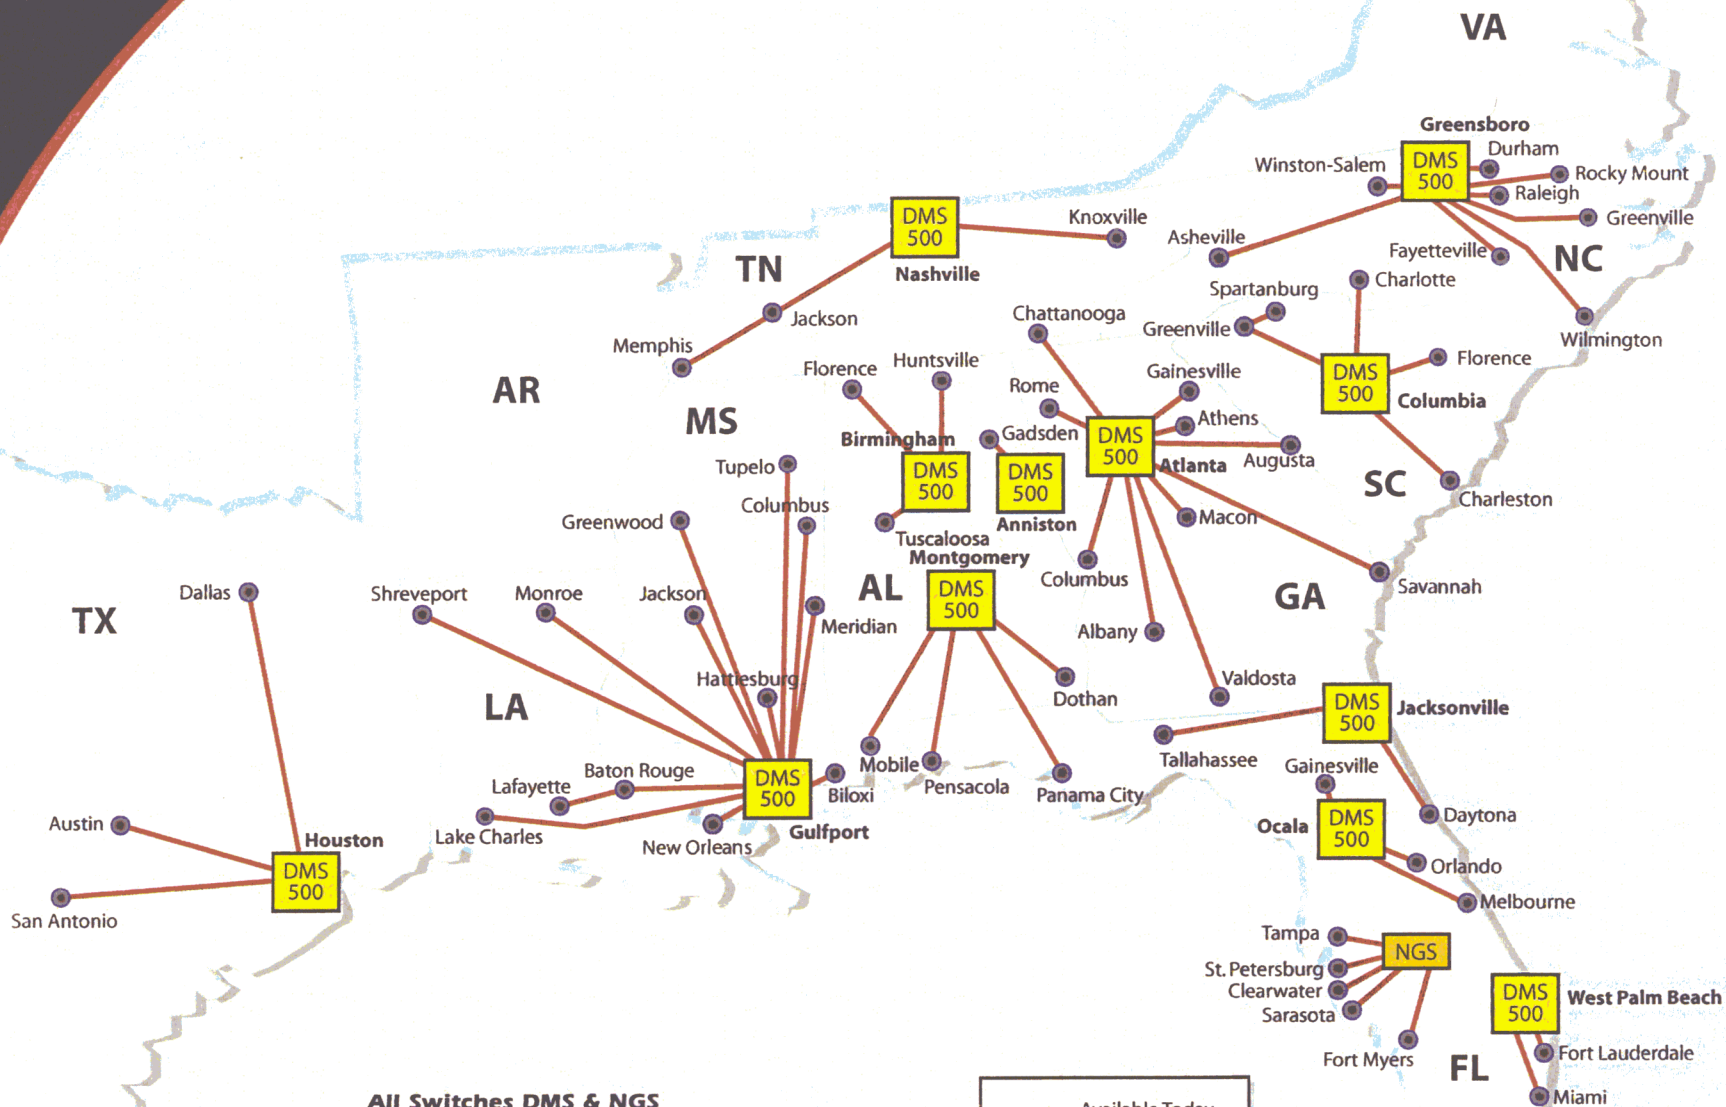 VA
Greensboro
DMS
500
Durham
Winston-Salem
Rocky Mount
Raleigh
Greenville
Asheville
Fayetteville
NC
Wilmington
DMS
500
Nashville
Knoxville
TN
Jackson
Memphis
Spartanburg
Greenville
Charlotte
Florence
DMS
500
Columbia
SC
Charleston
AR
MS
Florence
Huntsville
Birmingham
DMS
500
Tuscaloosa
Gadsden
DMS
500
Anniston
Chattanooga
Rome
Gainesville
Athens
DMS
500
Atlanta
Augusta
Macon
Columbus
Savannah
Albany
Valdosta
GA
Tupelo
Columbus
Greenwood
Jackson
Meridian
Hattiesburg
Shreveport
Monroe
LA
Lafayette
Baton Rouge
Lake Charles
New Orleans
DMS
500
Biloxi
Gulfport
AL
Montgomery
DMS
500
Dothan
Mobile
Pensacola
Panama City
TX
Dallas
Austin
San Antonio
Houston
DMS
500
DMS
500
Jacksonville
Tallahassee
Daytona
Gainesville
Ocala
DMS
500
Orlando
Melbourne
Tampa
St. Petersburg
Clearwater
Sarasota
Fort Myers
NGS
DMS
500
West Palm Beach
Fort Lauderdale
Miami
FL
All Switches DMS & NGS
Available Today